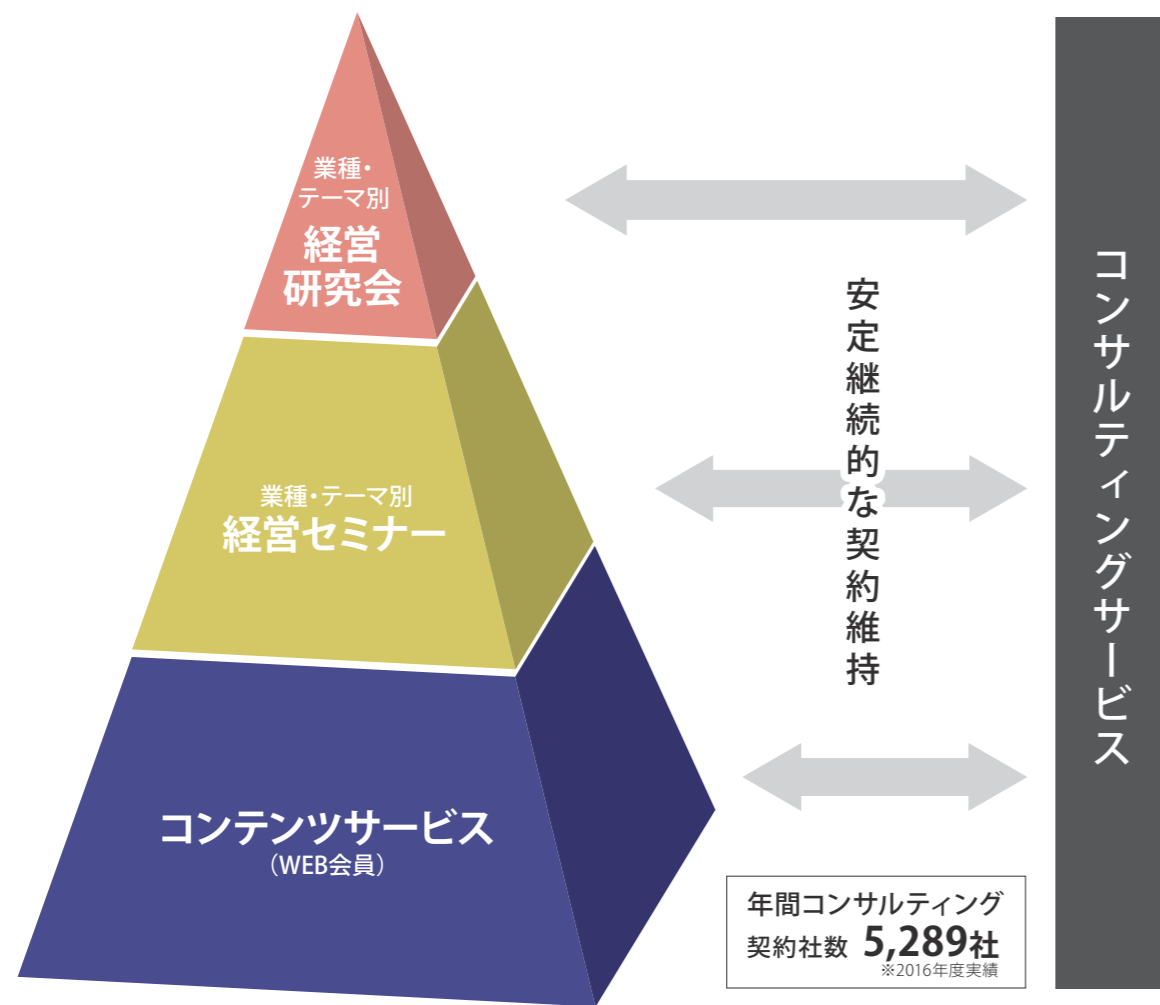 業種・
テーマ別
経営
研究会
業種・テーマ別
経営セミナー
コンテンツサービス
（WEB会員）
安定継続的な契約維持
コンサルティングサービス
年間コンサルティング
契約社数 5,289社
※2016年度実績